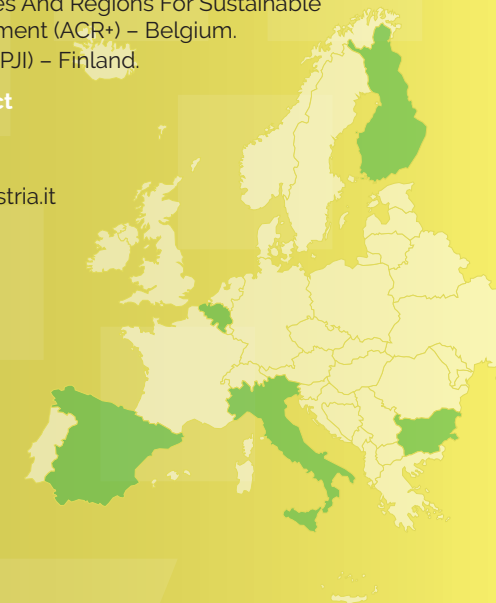 es And Regions For Sustainable
ment (ACR+) – Belgium.
PJI) – Finland.
ct
stria.it